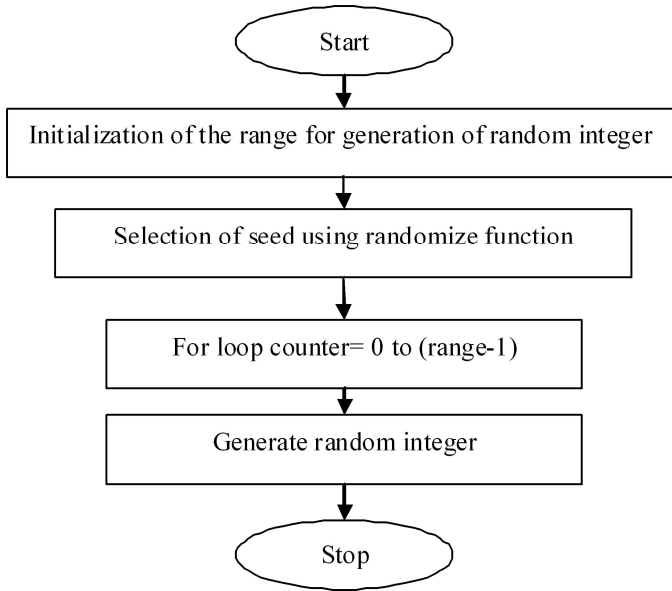 Start
Initialization of the range for generation of random integer
Selection of seed using randomize function
For loop counter= 0 to (range-1)
Generate random integer
Stop